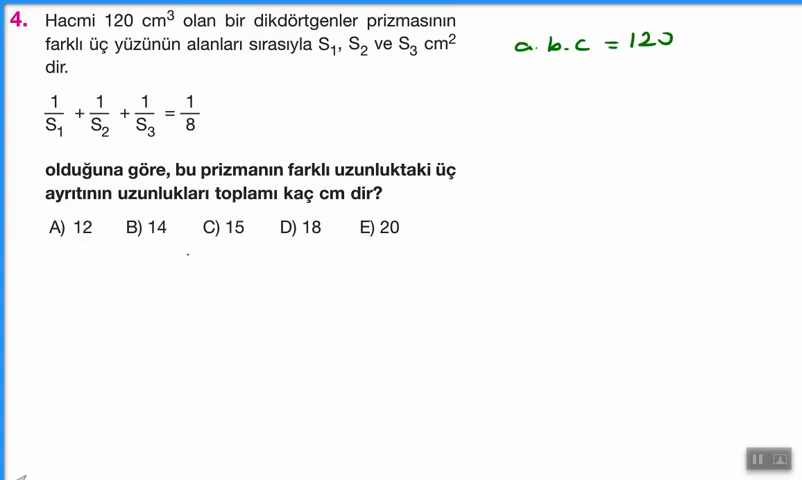 4. Hacmi 120 cm³ olan bir dikdörtgenler prizmasının
farklı üç yüzünün alanları sırasıyla S₁, S₂ ve S₃ cm²
dir.
a.b.c = 120
1/S₁ + 1/S₂ + 1/S₃ = 1/8
olduğuna göre, bu prizmanın farklı uzunluktaki üç
ayrıtının uzunlukları toplamı kaç cm dir?
A) 12 B) 14 C) 15 D) 18 E) 20